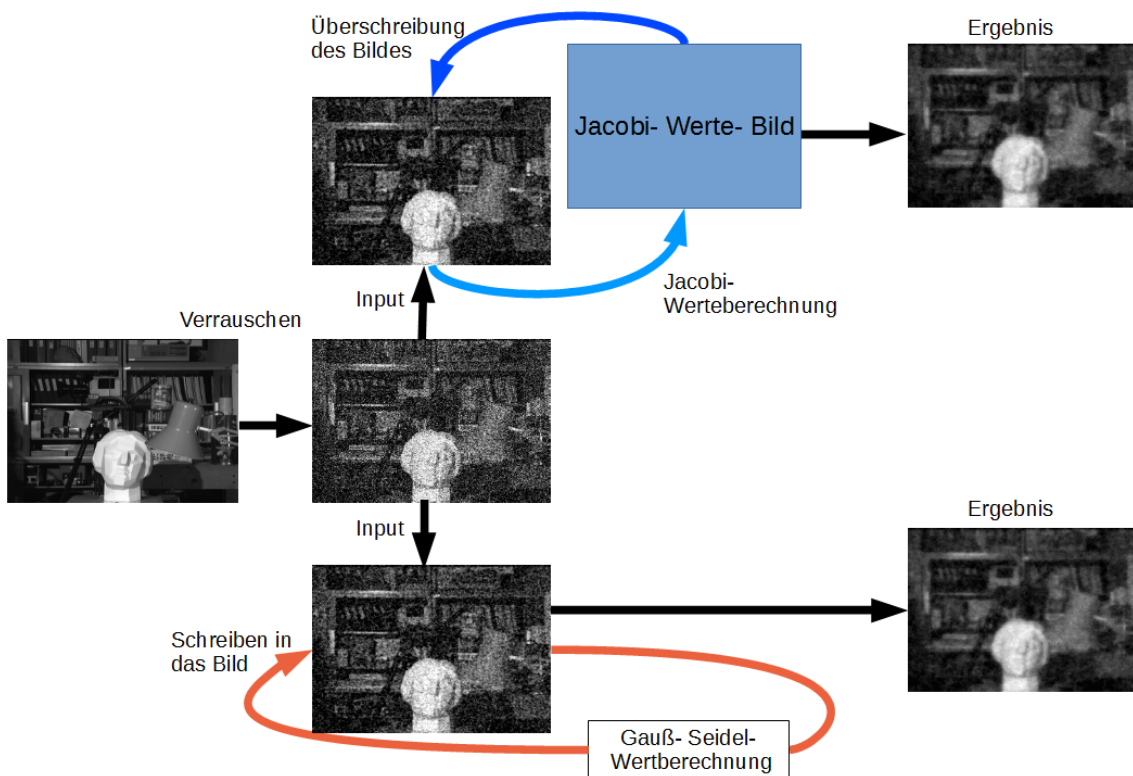 Überschreibung
des Bildes
Ergebnis
Jacobi- Werte- Bild
Jacobi-
Werteberechnung
Input
Verrauschen
Input
Ergebnis
Schreiben in
das Bild
Gauß- Seidel-
Wertberechnung